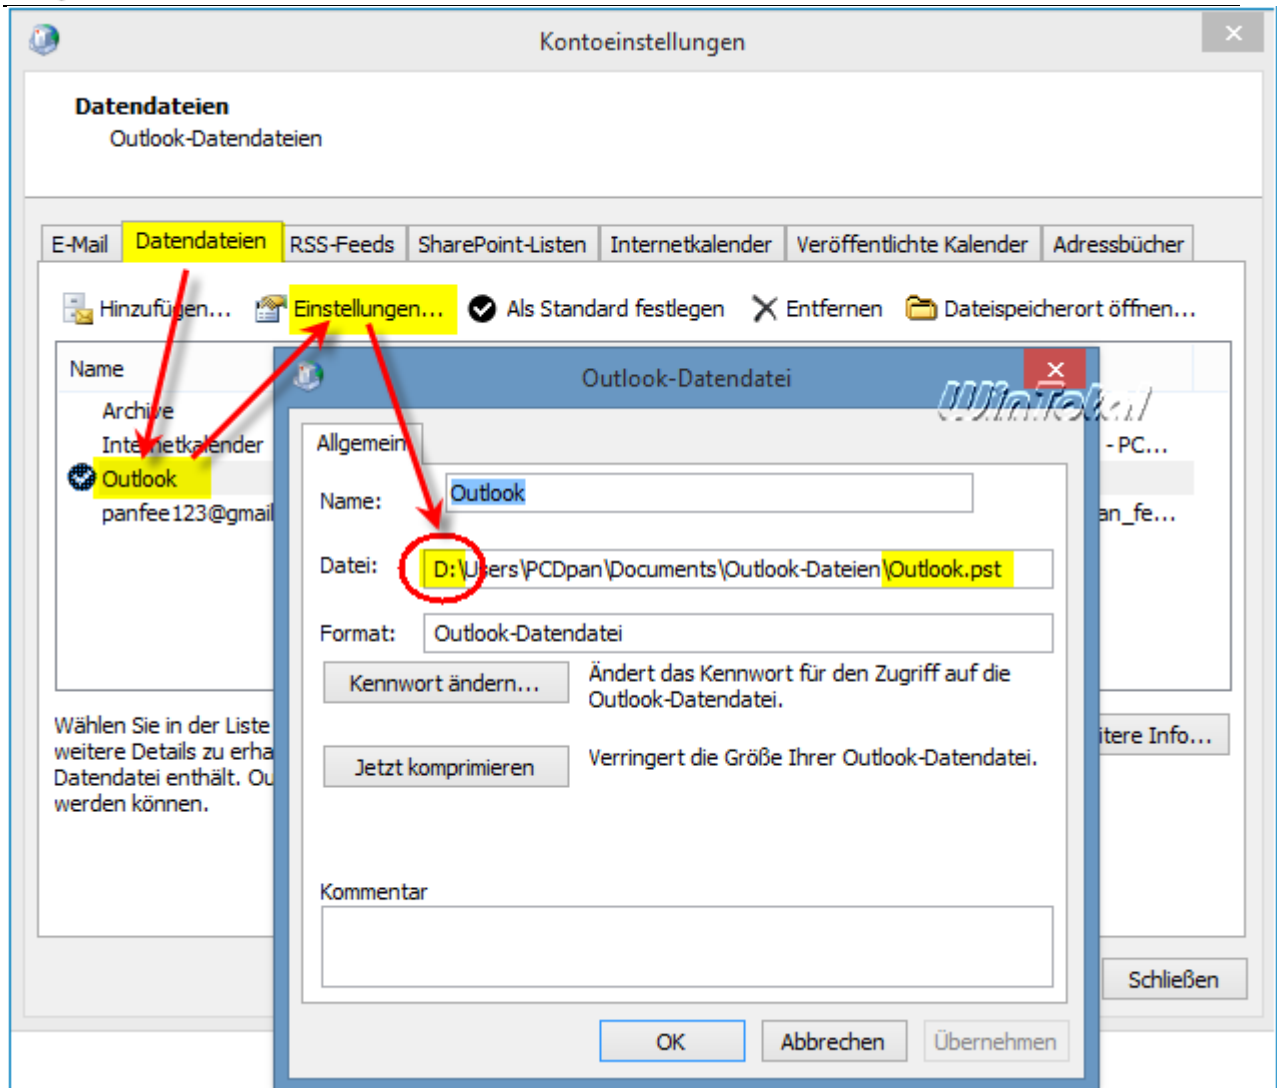 Kontoeinstellungen
Datendateien
Outlook-Datendateien
E-Mail Datendateien RSS-Feeds SharePoint-Listen Internetkalender Veröffentlichte Kalender Adressbücher
Hinzufügen... Einstellungen... Als Standard festlegen Entfernen Dateispeicherort öffnen...
Name
Archive
Internetkalender - PC...
Outlook
panfee123@gmail an_fe...
Outlook-Datendatei
WinTotal
Allgemein
Name: Outlook
Datei: D:\Users\PCDpan\Documents\Outlook-Dateien\Outlook.pst
Format: Outlook-Datendatei
Kennwort ändern... Ändert das Kennwort für den Zugriff auf die
Outlook-Datendatei.
Jetzt komprimieren Verringert die Größe Ihrer Outlook-Datendatei.
Kommentar
OK Abbrechen Übernehmen
Wählen Sie in der Liste
weitere Details zu erha
Datendatei enthält. Ou
werden können.
itere Info...
Schließen